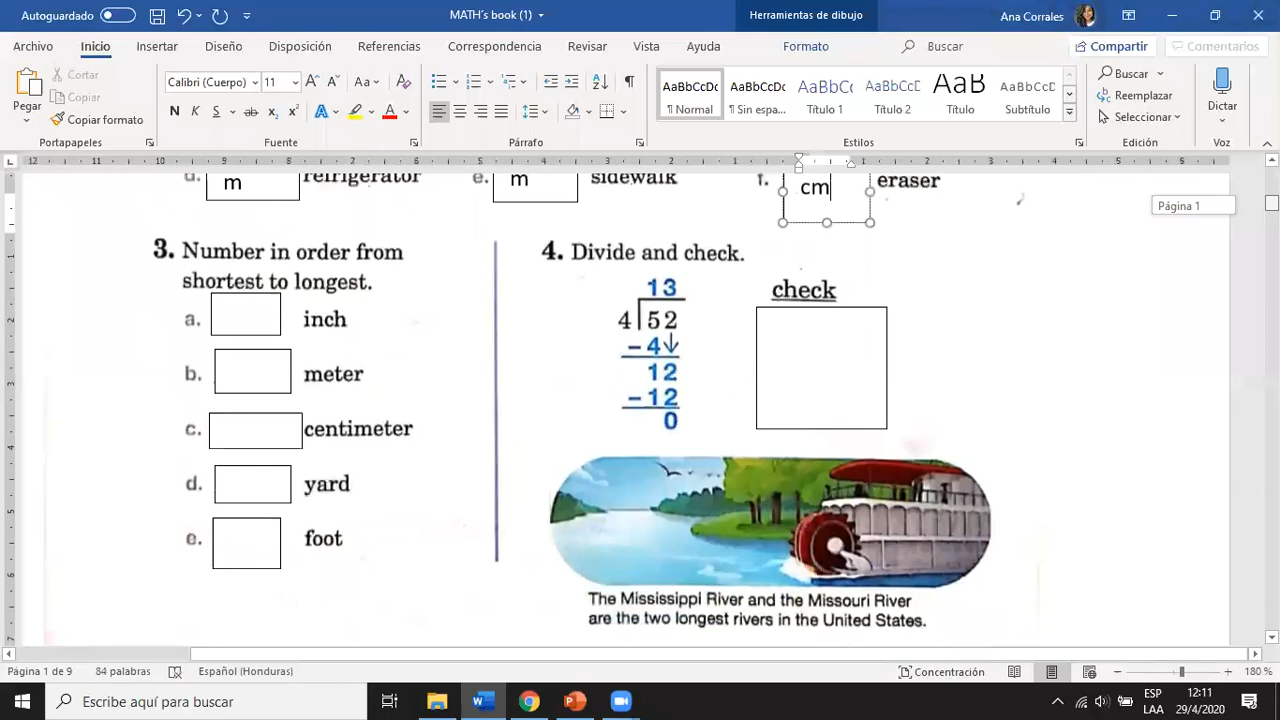 Autoguardado
MATH's book (1)
Herramientas de dibujo
Ana Corrales
Archivo Inicio Insertar Diseño Disposición Referencias Correspondencia Revisar Vista Ayuda Formato Buscar Compartir Comentarios
Pegar
Cortar
Copiar
Copiar formato
Calibri (Cuerpo) 11
AaBbCcDc AaBbCcDc AaBbCc AaBbCcD AaB AaBbCcD
¶ Normal ¶ Sin espa... Título 1 Título 2 Título Subtítulo
Buscar
Reemplazar
Seleccionar
Dictar
Portapapeles Fuente Párrafo Estilos Edición Voz
d. m refrigerator e. m sidewalk f. cm eraser
Página 1
3. Number in order from
shortest to longest.
a. inch
b. meter
c. centimeter
d. yard
e. foot
4. Divide and check.
13
4 52
- 4↓
12
- 12
0
check
The Mississippi River and the Missouri River
are the two longest rivers in the United States.
Página 1 de 9 84 palabras Español (Honduras) Concentración 180 %
Escribe aquí para buscar
ESP
LAA
12:11
29/4/2020